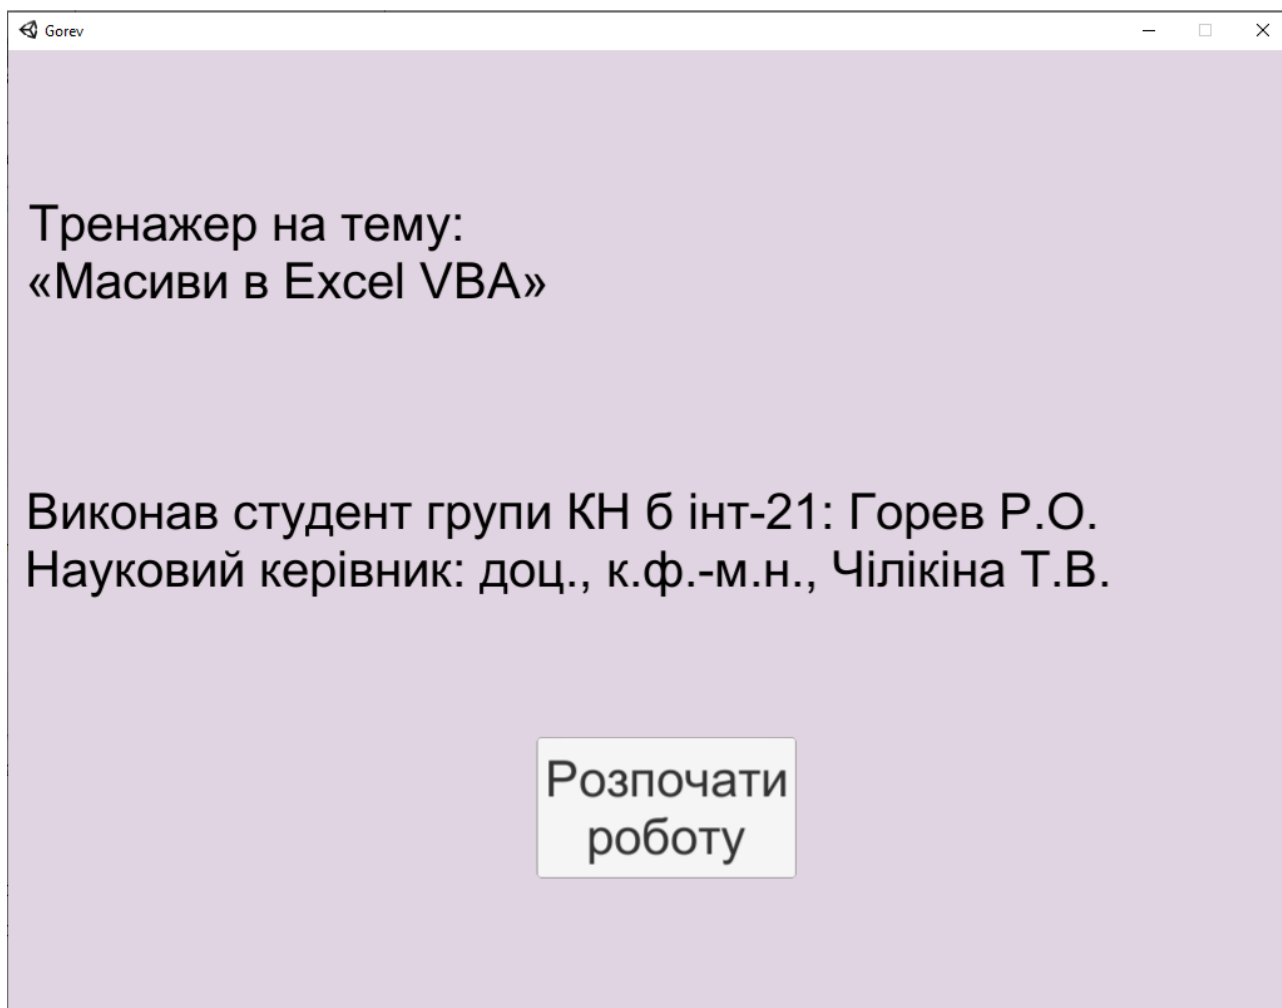 Gorev
Тренажер на тему:
«Масиви в Excel VBA»
Виконав студент групи КН б інт-21: Горев Р.О.
Науковий керівник: доц., к.ф.-м.н., Чілікіна Т.В.
Розпочати
роботу